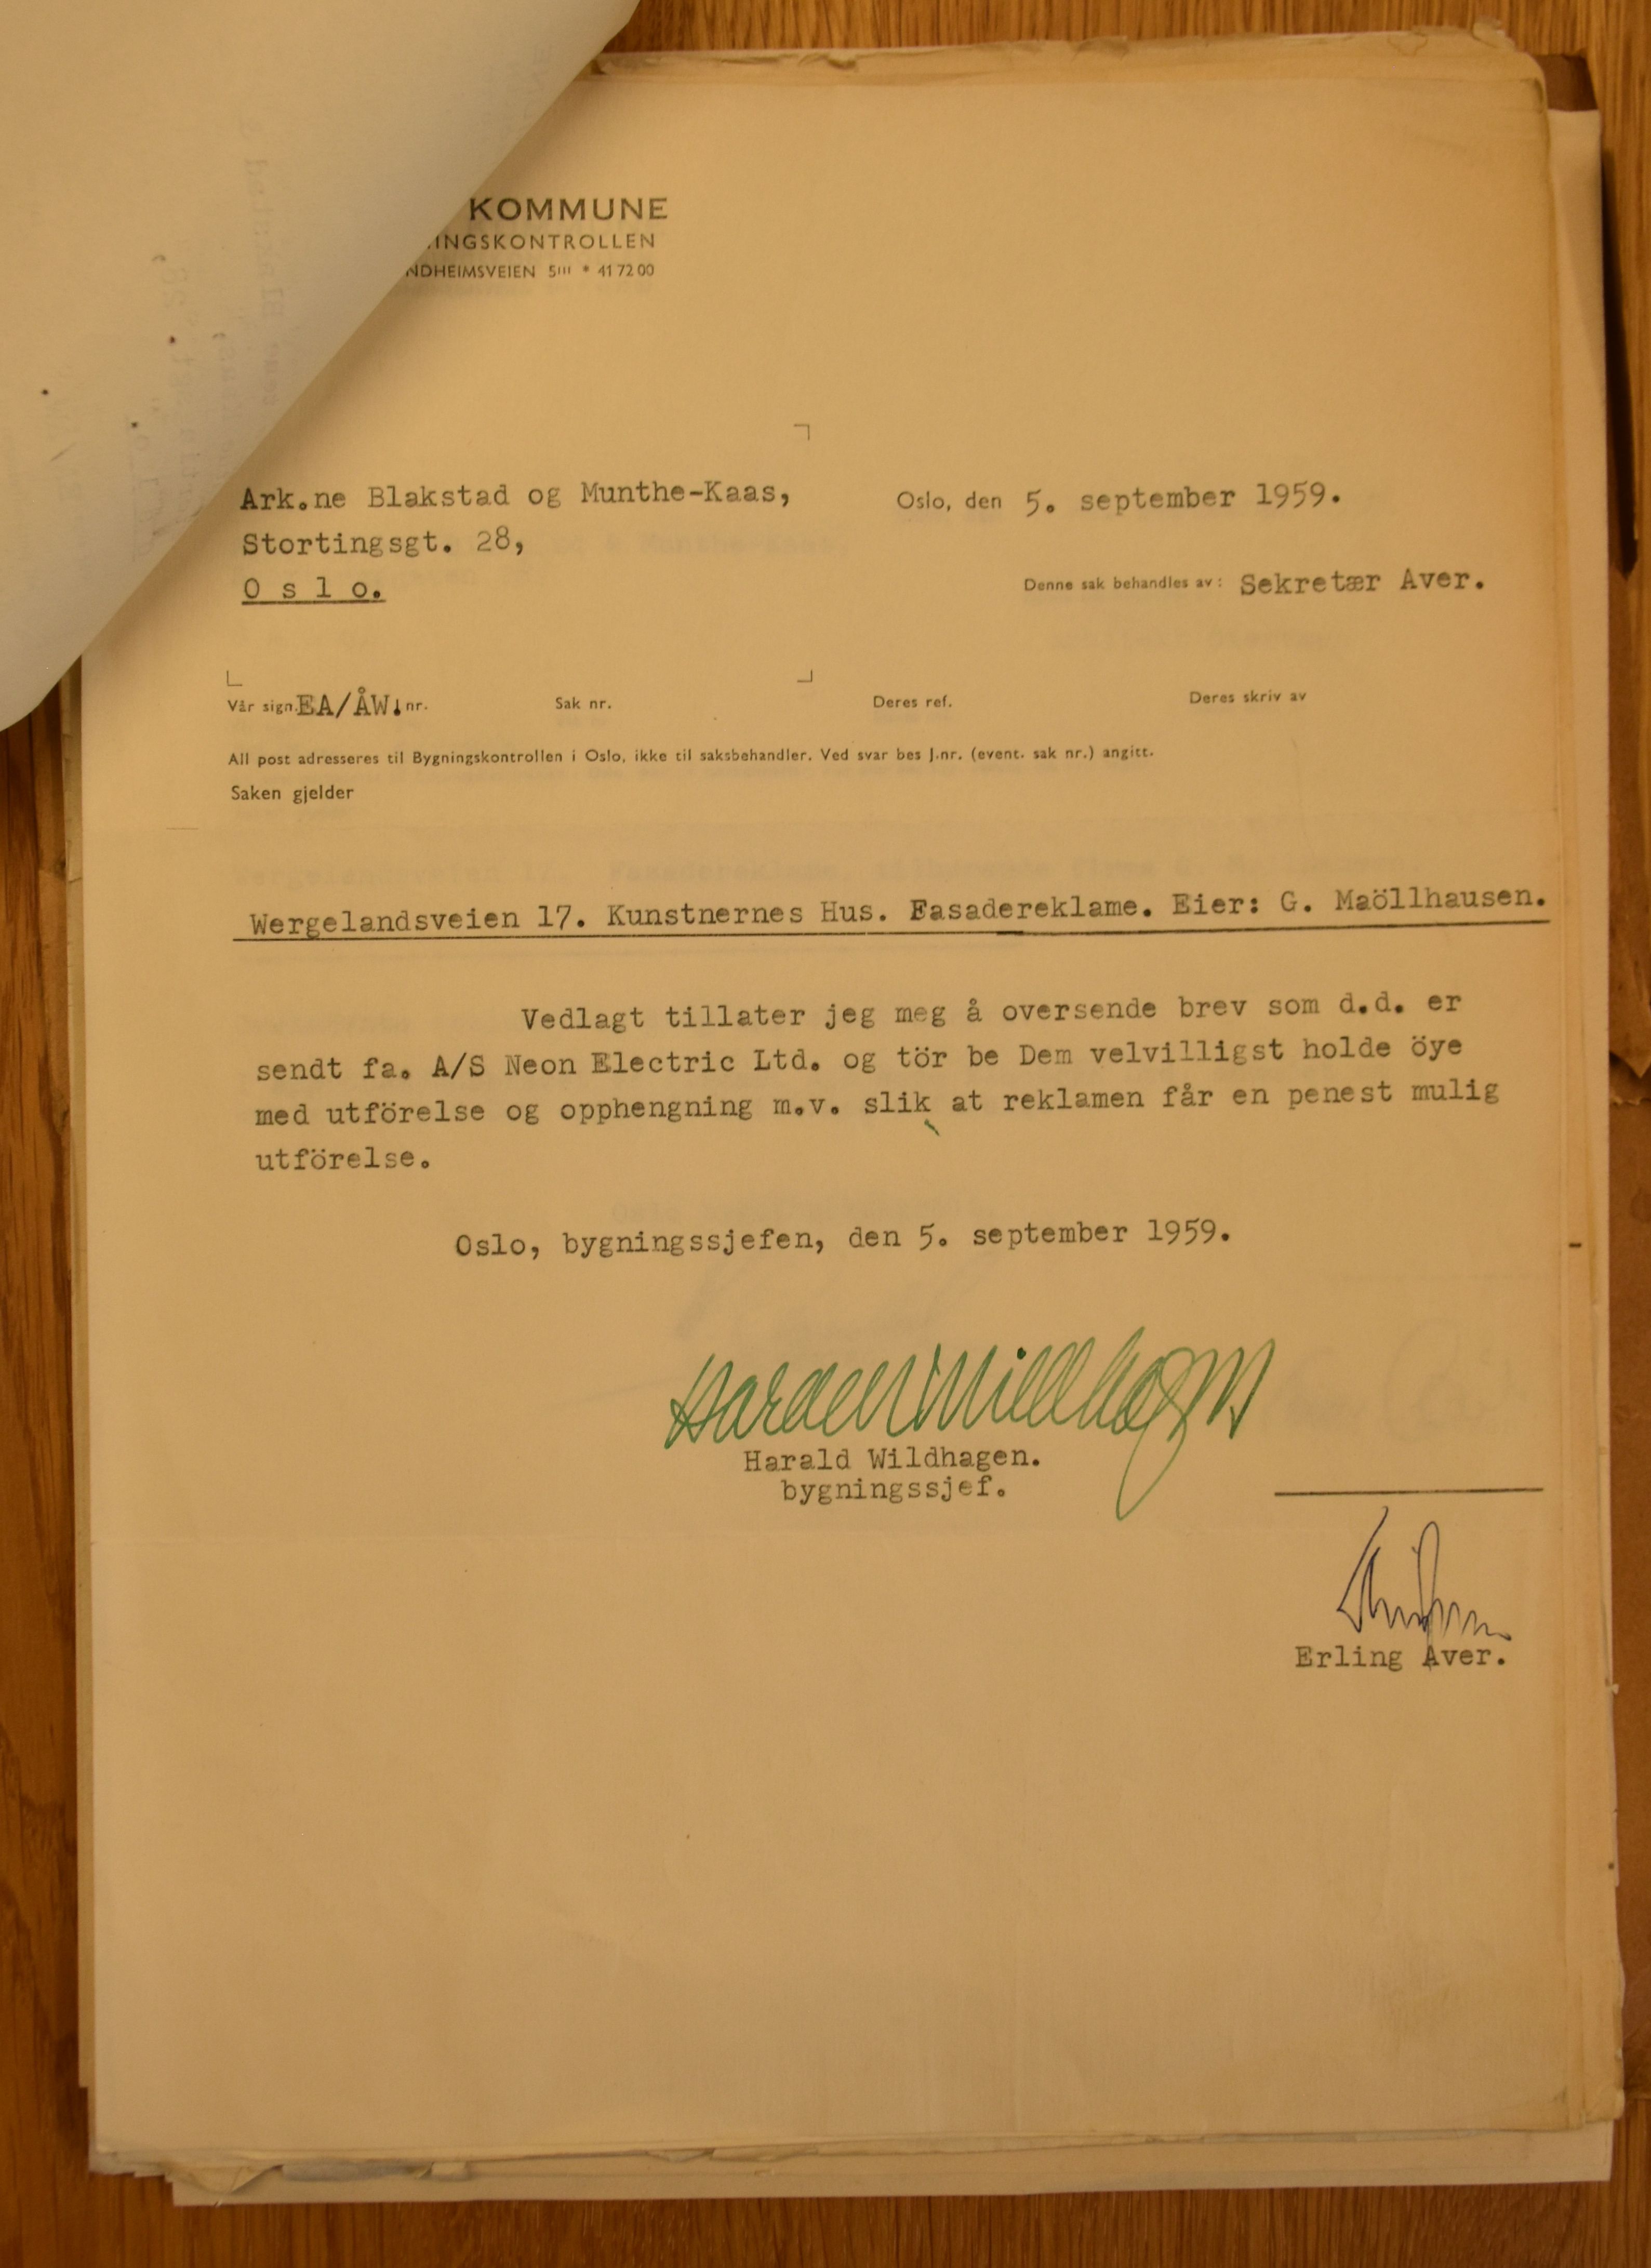 KOMMUNE
INGSKONTROLLEN
NDHEIMSVEIEN 5III * 41 72 00
Ark.ne Blakstad og Munthe-Kaas,
Stortingsgt. 28,
O s l o.
Oslo, den 5. september 1959.
Denne sak behandles av: Sekretær Aver.
Vår sign. EA/ÅW. J.nr. Sak nr. Deres ref. Deres skriv av
All post adresseres til Bygningskontrollen i Oslo, ikke til saksbehandler. Ved svar bes J.nr. (event. sak nr.) angitt.
Saken gjelder
Wergelandsveien 17. Kunstnernes Hus. Fasadereklame. Eier: G. Maöllhausen.
Vedlagt tillater jeg meg å oversende brev som d.d. er
sendt fa. A/S Neon Electric Ltd. og tör be Dem velvilligst holde öye
med utförelse og opphengning m.v. slik at reklamen får en penest mulig
utförelse.
Oslo, bygningssjefen, den 5. september 1959.
Harald Wildhagen
Harald Wildhagen.
bygningssjef.
Erling Aver.